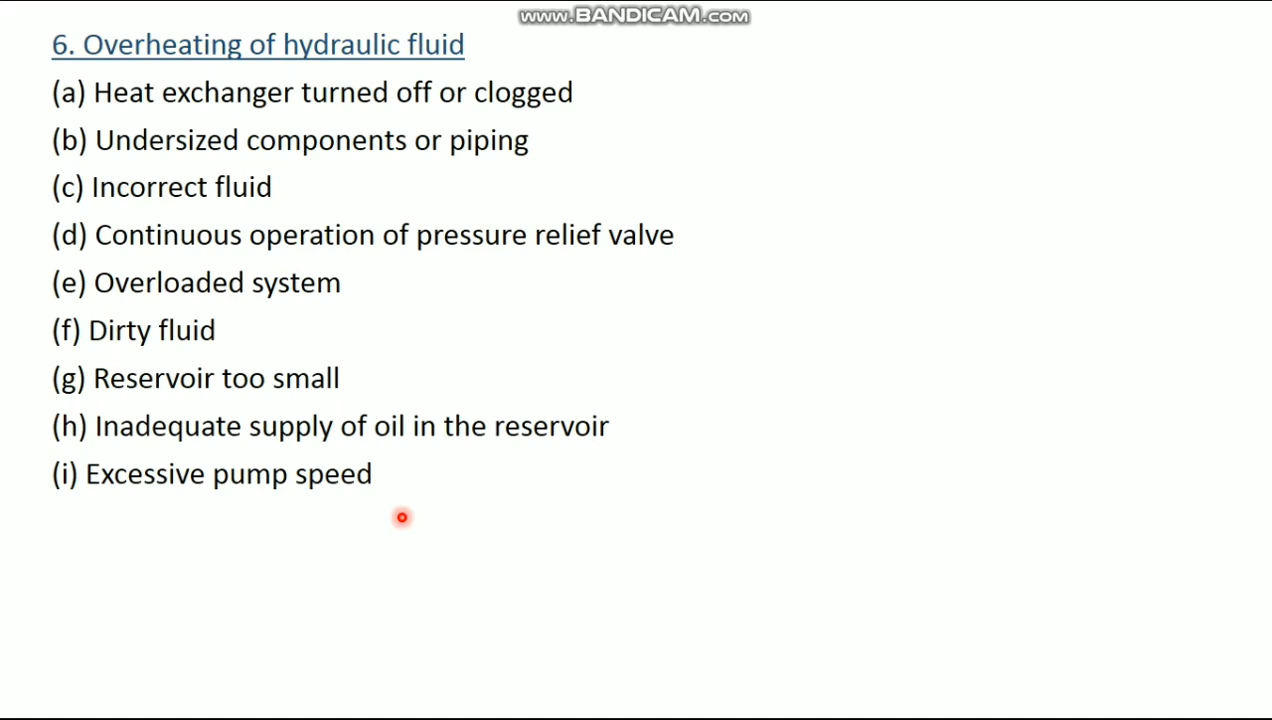 www.BANDICAM.com
6. Overheating of hydraulic fluid
(a) Heat exchanger turned off or clogged
(b) Undersized components or piping
(c) Incorrect fluid
(d) Continuous operation of pressure relief valve
(e) Overloaded system
(f) Dirty fluid
(g) Reservoir too small
(h) Inadequate supply of oil in the reservoir
(i) Excessive pump speed